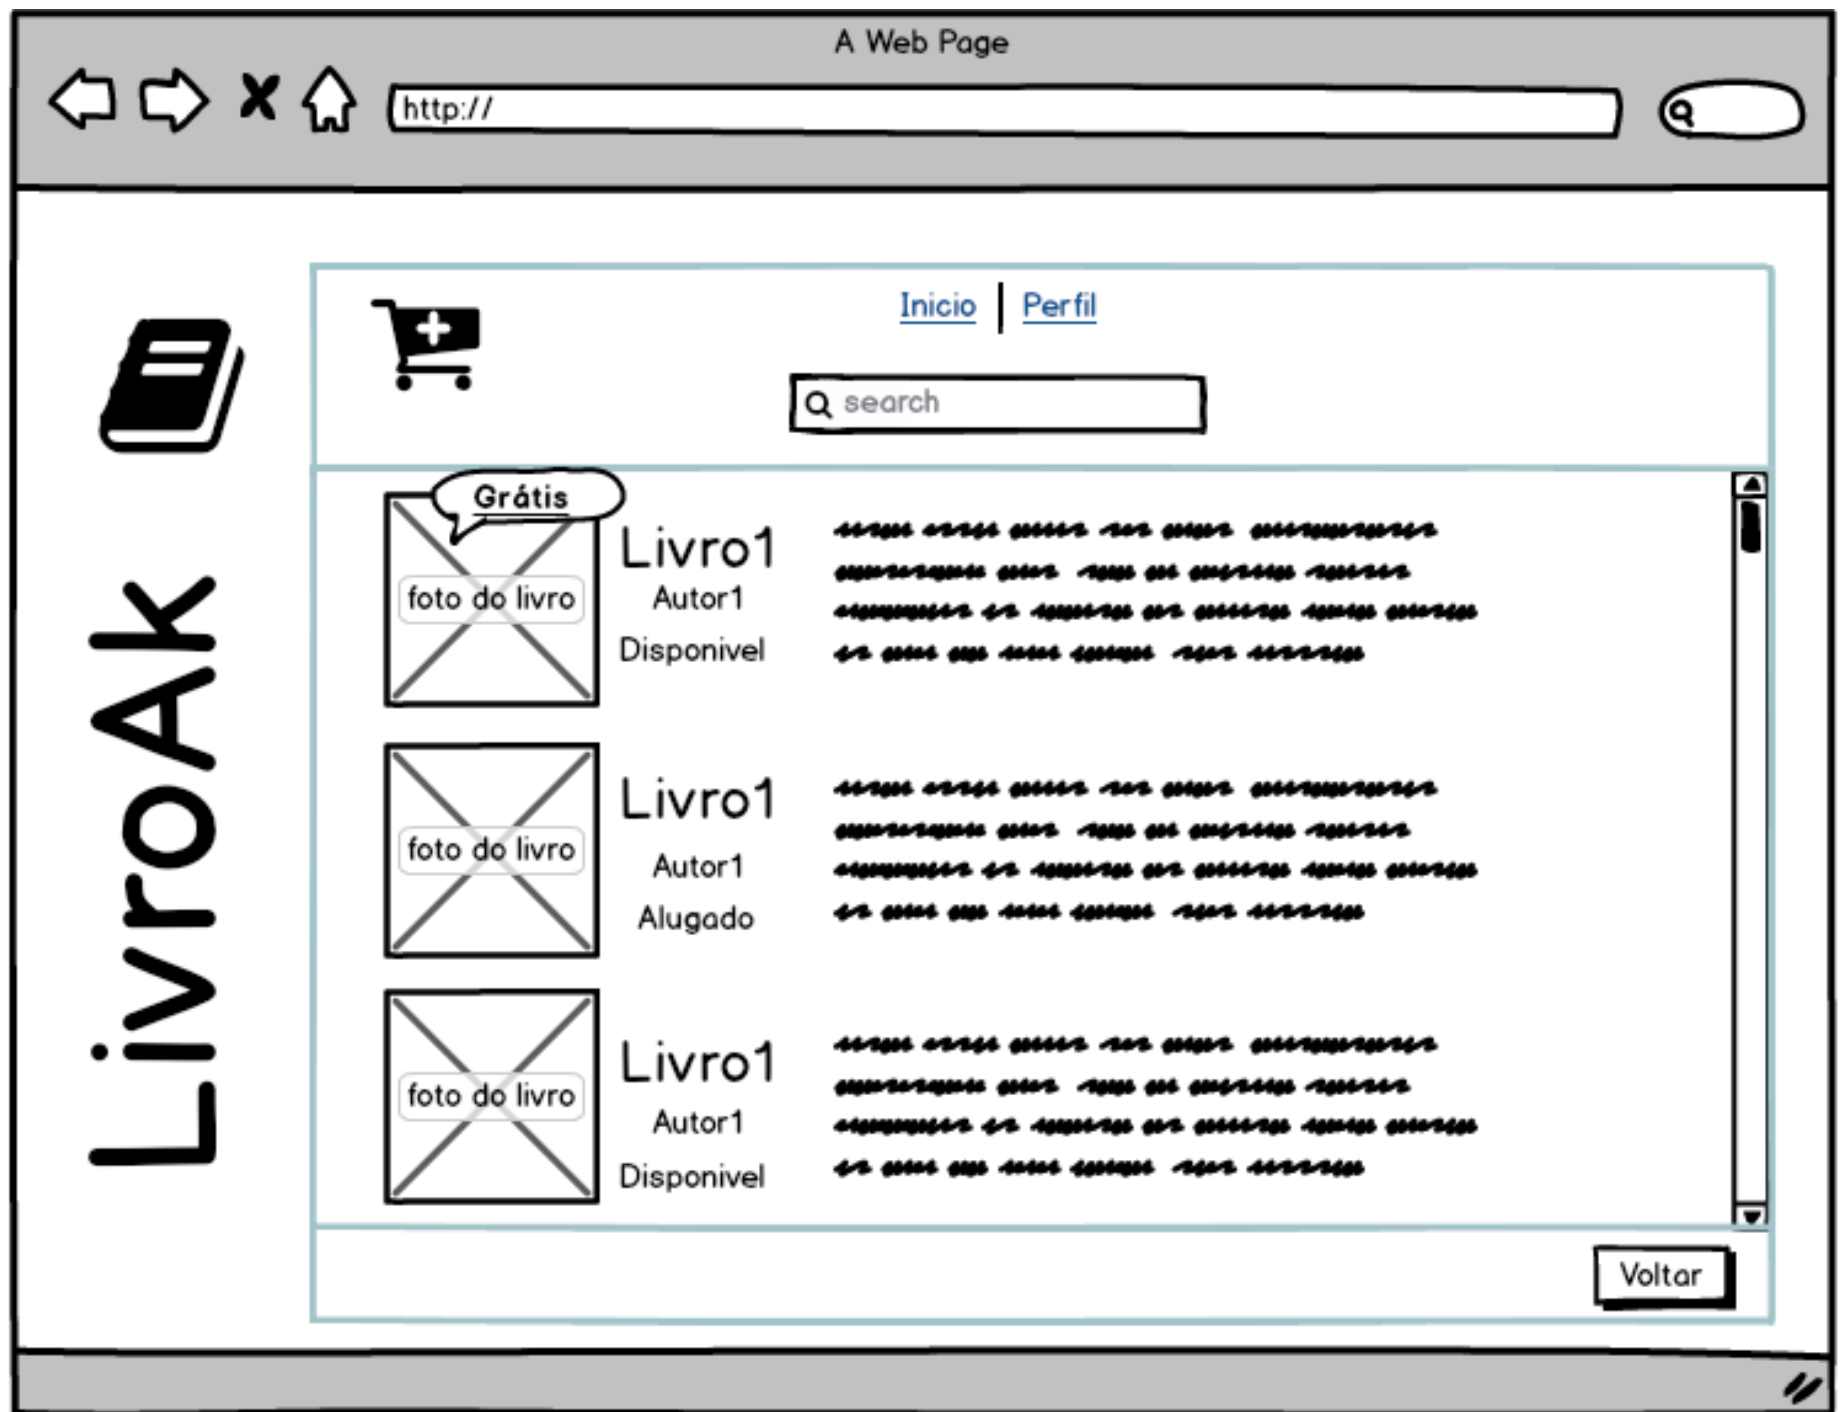 A Web Page
http://
LivroAk
Inicio
Perfil
search
Grátis
foto do livro
Livro1
Autor1
Disponivel
foto do livro
Livro1
Autor1
Alugado
foto do livro
Livro1
Autor1
Disponivel
Voltar